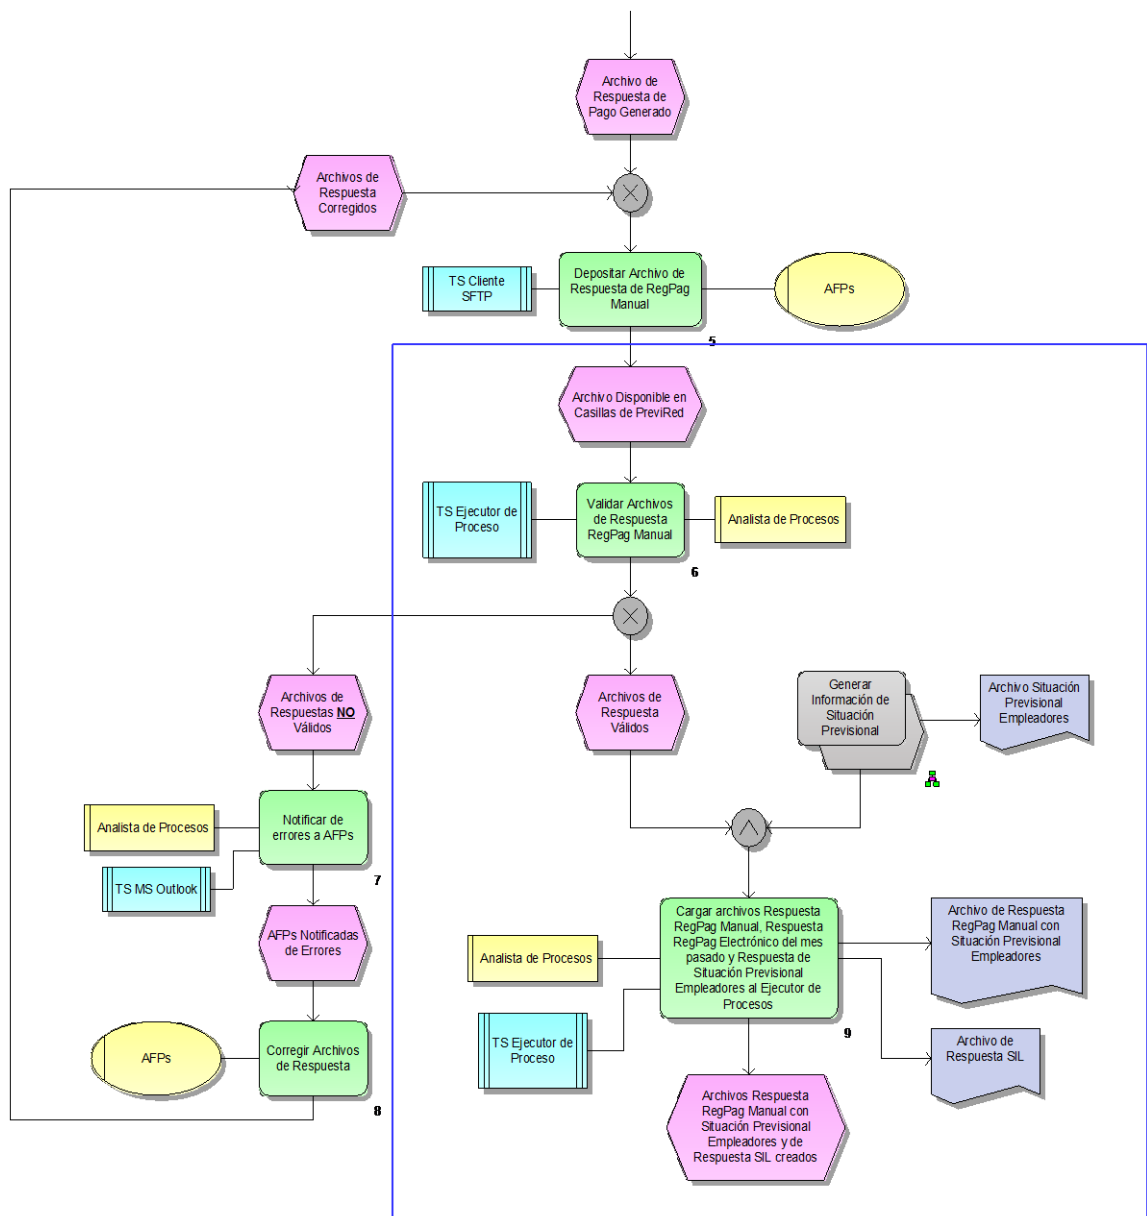 Archivo de
Respuesta de
Pago Generado
Archivos de
Respuesta
Corregidos
TS Cliente
SFTP
Depositar Archivo de
Respuesta de RegPag
Manual
AFPs
5
Archivo Disponible en
Casillas de PreviRed
TS Ejecutor de
Proceso
Validar Archivos
de Respuesta
RegPag Manual
Analista de Procesos
6
Archivos de
Respuestas NO
Válidos
Archivos de
Respuesta
Válidos
Generar
Información de
Situación
Previsional
Archivo Situación
Previsional
Empleadores
Analista de Procesos
TS MS Outlook
Notificar de
errores a AFPs
7
AFPs Notificadas
de Errores
AFPs
Corregir Archivos
de Respuesta
8
Analista de Procesos
TS Ejecutor de
Proceso
Cargar archivos Respuesta
RegPag Manual, Respuesta
RegPag Electrónico del mes
pasado y Respuesta de
Situación Previsional
Empleadores al Ejecutor de
Procesos
9
Archivo de Respuesta
RegPag Manual con
Situación Previsional
Empleadores
Archivo de
Respuesta SIL
Archivos Respuesta
RegPag Manual con
Situación Previsional
Empleadores y de
Respuesta SIL creados